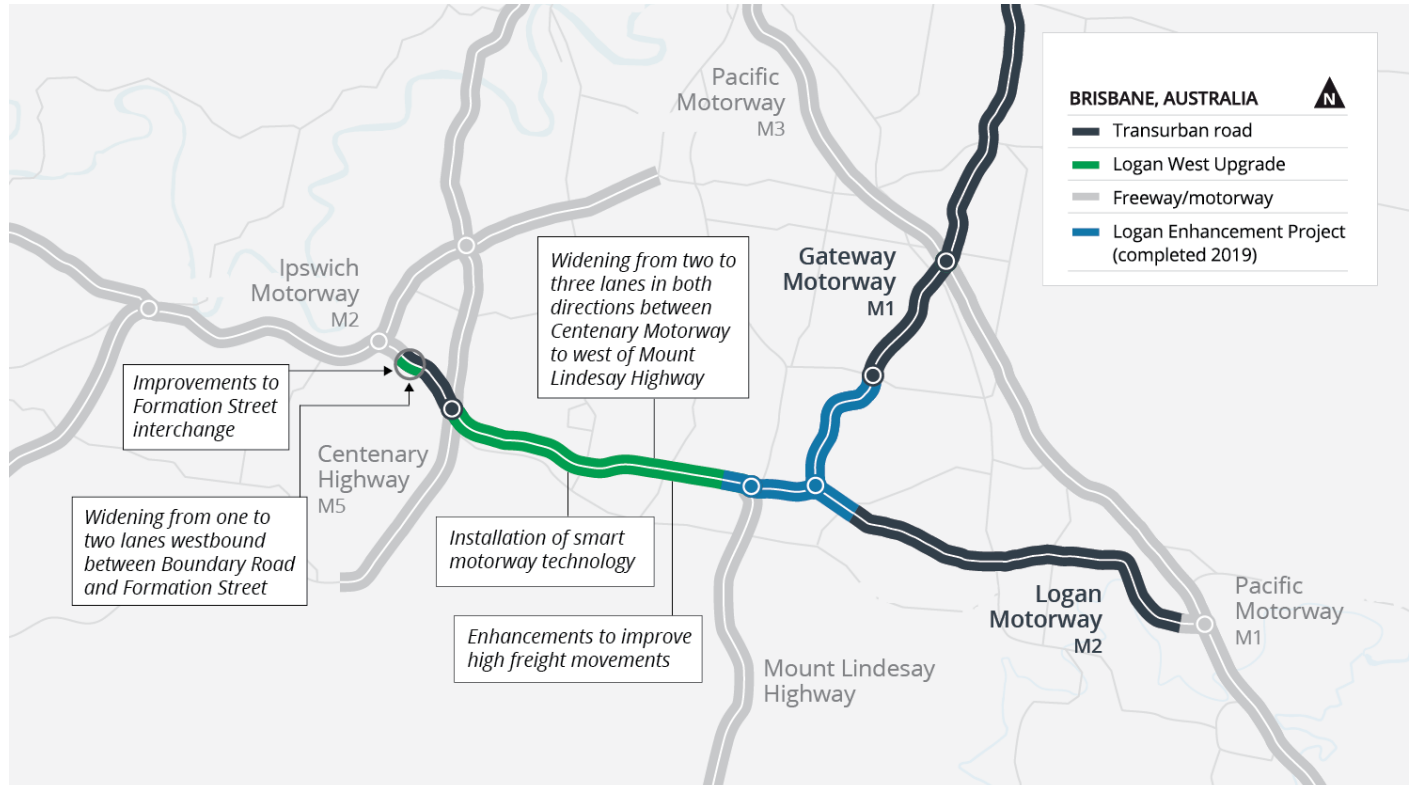 Pacific
Motorway
M3
BRISBANE, AUSTRALIA
N
Transurban road
Logan West Upgrade
Freeway/motorway
Logan Enhancement Project
(completed 2019)
Ipswich
Motorway
M2
Widening from two to
three lanes in both
directions between
Centenary Motorway
to west of Mount
Lindesay Highway
Gateway
Motorway
M1
Improvements to
Formation Street
interchange
Centenary
Highway
M5
Widening from one to
two lanes westbound
between Boundary Road
and Formation Street
Installation of smart
motorway technology
Enhancements to improve
high freight movements
Mount Lindesay
Highway
Logan
Motorway
M2
Pacific
Motorway
M1